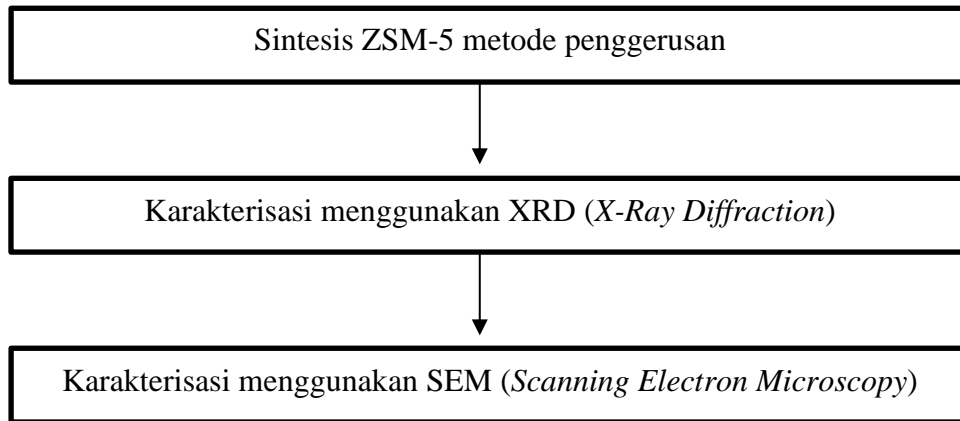 Sintesis ZSM-5 metode penggerusan
Karakterisasi menggunakan XRD (X-Ray Diffraction)
Karakterisasi menggunakan SEM (Scanning Electron Microscopy)